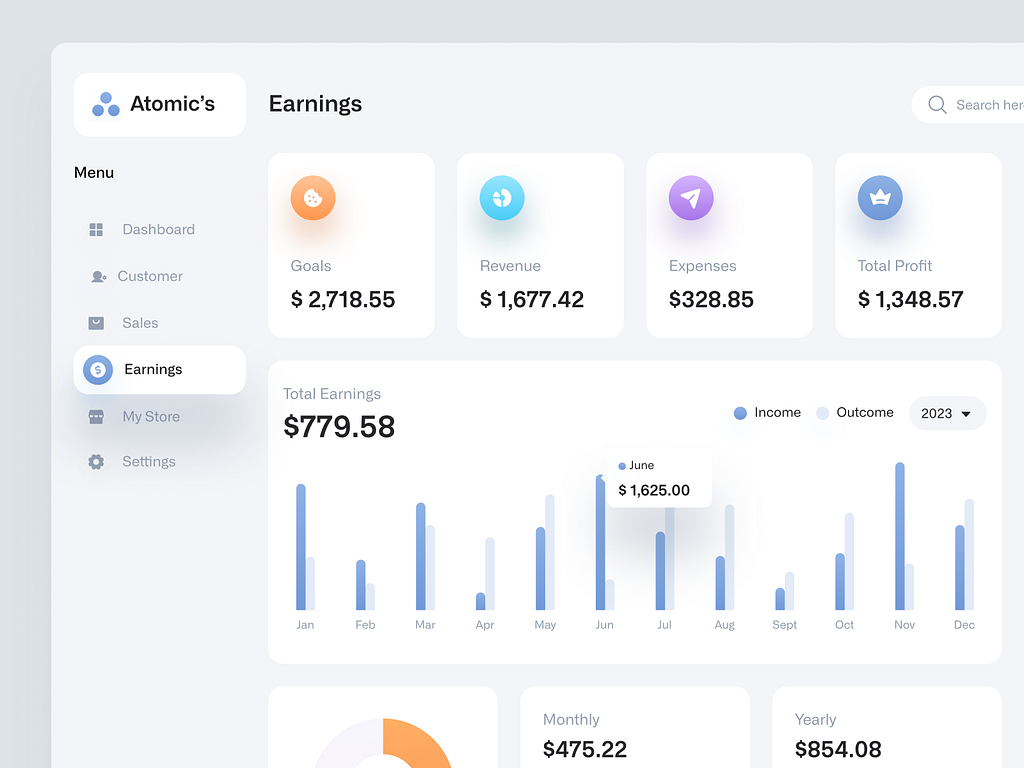 Atomic’s
Earnings
Search her
Menu
Dashboard
Customer
Sales
Earnings
My Store
Settings
Goals
$ 2,718.55
Revenue
$ 1,677.42
Expenses
$328.85
Total Profit
$ 1,348.57
Total Earnings
$779.58
Income
Outcome
2023
June
$ 1,625.00
Jan
Feb
Mar
Apr
May
Jun
Jul
Aug
Sept
Oct
Nov
Dec
Monthly
$475.22
Yearly
$854.08